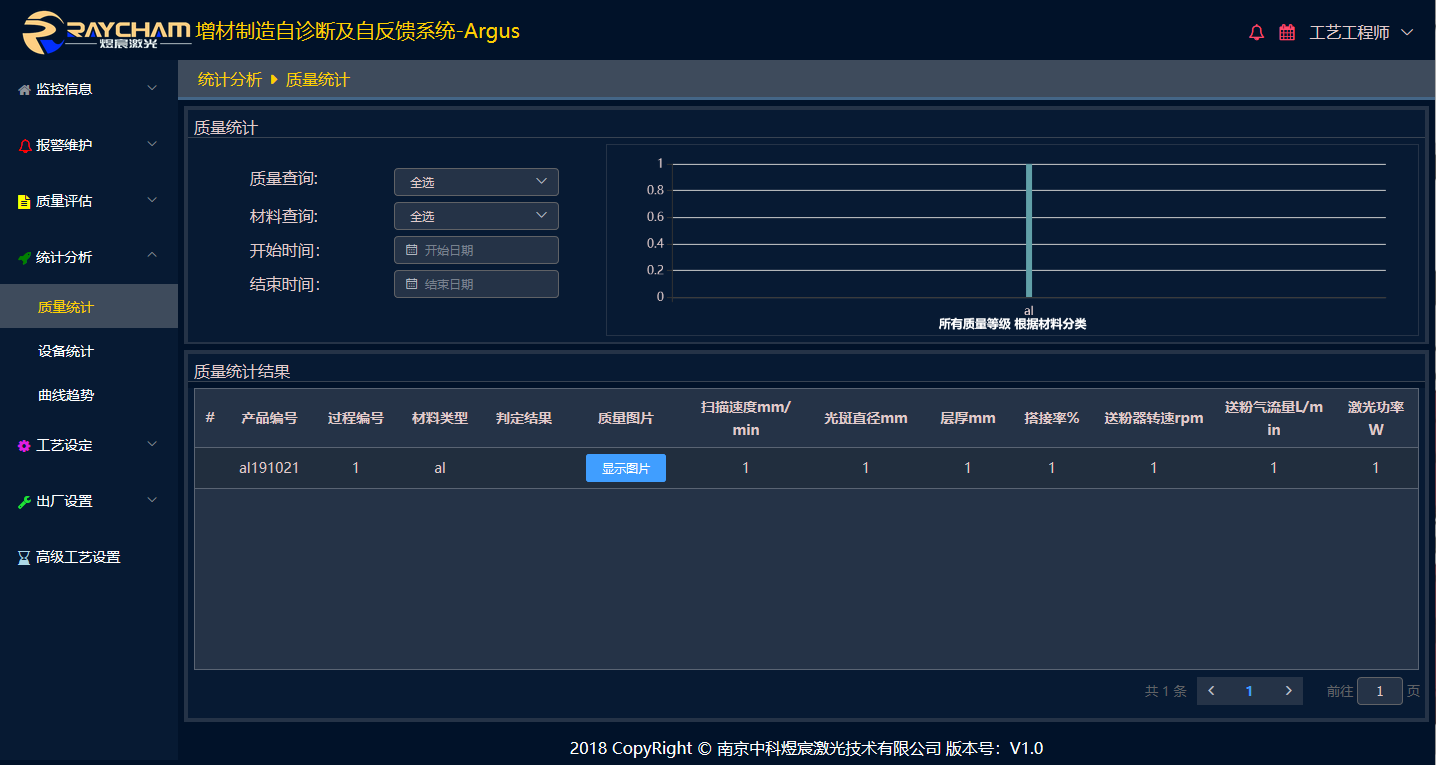 RAYCHAM
煜宸激光
增材制造自诊断及自反馈系统-Argus
工艺工程师
监控信息
报警维护
质量评估
统计分析
质量统计
设备统计
曲线趋势
工艺设定
出厂设置
高级工艺设置
统计分析 质量统计
质量统计
质量查询: 全选
材料查询: 全选
开始时间: 开始日期
结束时间: 结束日期
1
0.8
0.6
0.4
0.2
0
al
所有质量等级 根据材料分类
质量统计结果
# 产品编号 过程编号 材料类型 判定结果 质量图片 扫描速度mm/min 光斑直径mm 层厚mm 搭接率% 送粉器转速rpm 送粉气流量L/min 激光功率W
al191021 1 al 显示图片 1 1 1 1 1 1 1
共 1 条 1 前往 1 页
2018 CopyRight © 南京中科煜宸激光技术有限公司 版本号：V1.0